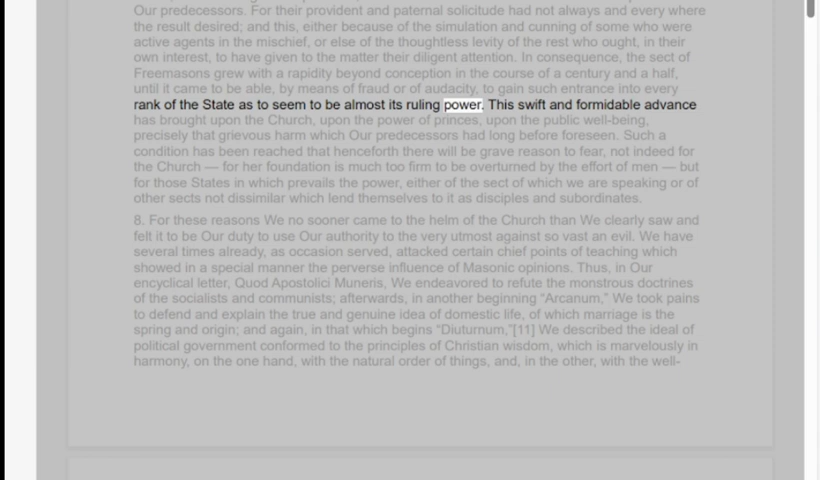 Our predecessors. For their provident and paternal solicitude had not always and every where
the result desired; and this, either because of the simulation and cunning of some who were
active agents in the mischief, or else of the thoughtless levity of the rest who ought, in their
own interest, to have given to the matter their diligent attention. In consequence, the sect of
Freemasons grew with a rapidity beyond conception in the course of a century and a half,
until it came to be able, by means of fraud or of audacity, to gain such entrance into every
rank of the State as to seem to be almost its ruling power. This swift and formidable advance
has brought upon the Church, upon the power of princes, upon the public well-being,
precisely that grievous harm which Our predecessors had long before foreseen. Such a
condition has been reached that henceforth there will be grave reason to fear, not indeed for
the Church — for her foundation is much too firm to be overturned by the effort of men — but
for those States in which prevails the power, either of the sect of which we are speaking or of
other sects not dissimilar which lend themselves to it as disciples and subordinates.
8. For these reasons We no sooner came to the helm of the Church than We clearly saw and
felt it to be Our duty to use Our authority to the very utmost against so vast an evil. We have
several times already, as occasion served, attacked certain chief points of teaching which
showed in a special manner the perverse influence of Masonic opinions. Thus, in Our
encyclical letter, Quod Apostolici Muneris, We endeavored to refute the monstrous doctrines
of the socialists and communists; afterwards, in another beginning “Arcanum,” We took pains
to defend and explain the true and genuine idea of domestic life, of which marriage is the
spring and origin; and again, in that which begins “Diuturnum,”[11] We described the ideal of
political government conformed to the principles of Christian wisdom, which is marvelously in
harmony, on the one hand, with the natural order of things, and, in the other, with the well-